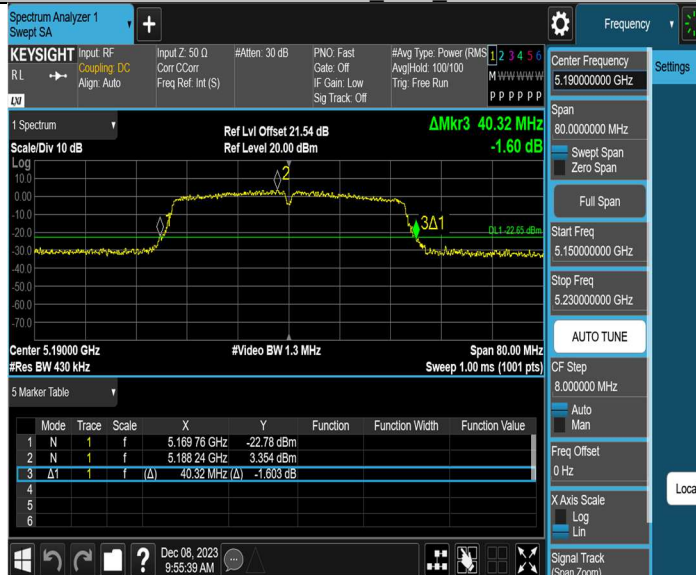 Spectrum Analyzer 1
Swept SA
+
Frequency
KEYSIGHT
RL
LXI
Input: RF
Coupling: DC
Align: Auto
Input Z: 50 Ω
Corr CCorr
Freq Ref: Int (S)
#Atten: 30 dB
PNO: Fast
Gate: Off
IF Gain: Low
Sig Track: Off
#Avg Type: Power (RMS
Avg|Hold: 100/100
Trig: Free Run
1 2 3 4 5 6
M W W W W W
P P P P P P
1 Spectrum
Scale/Div 10 dB
Ref Lvl Offset 21.54 dB
Ref Level 20.00 dBm
ΔMkr3 40.32 MHz
-1.60 dB
Log
10.0
0.00
-10.0
-20.0
-30.0
-40.0
-50.0
-60.0
-70.0
2
1
3Δ1
DL1 -22.65 dBm
Center 5.19000 GHz
#Res BW 430 kHz
#Video BW 1.3 MHz
Span 80.00 MHz
Sweep 1.00 ms (1001 pts)
5 Marker Table
Mode Trace Scale X Y Function Function Width Function Value
1 N 1 f 5.169 76 GHz -22.78 dBm
2 N 1 f 5.188 24 GHz 3.354 dBm
3 Δ1 1 f (Δ) 40.32 MHz (Δ) -1.603 dB
4
5
6
?
Dec 08, 2023
9:55:39 AM
Center Frequency
5.190000000 GHz
Settings
Span
80.0000000 MHz
Swept Span
Zero Span
Full Span
Start Freq
5.150000000 GHz
Stop Freq
5.230000000 GHz
AUTO TUNE
CF Step
8.000000 MHz
Auto
Man
Freq Offset
0 Hz
Loca
X Axis Scale
Log
Lin
Signal Track
(Span Zoom)